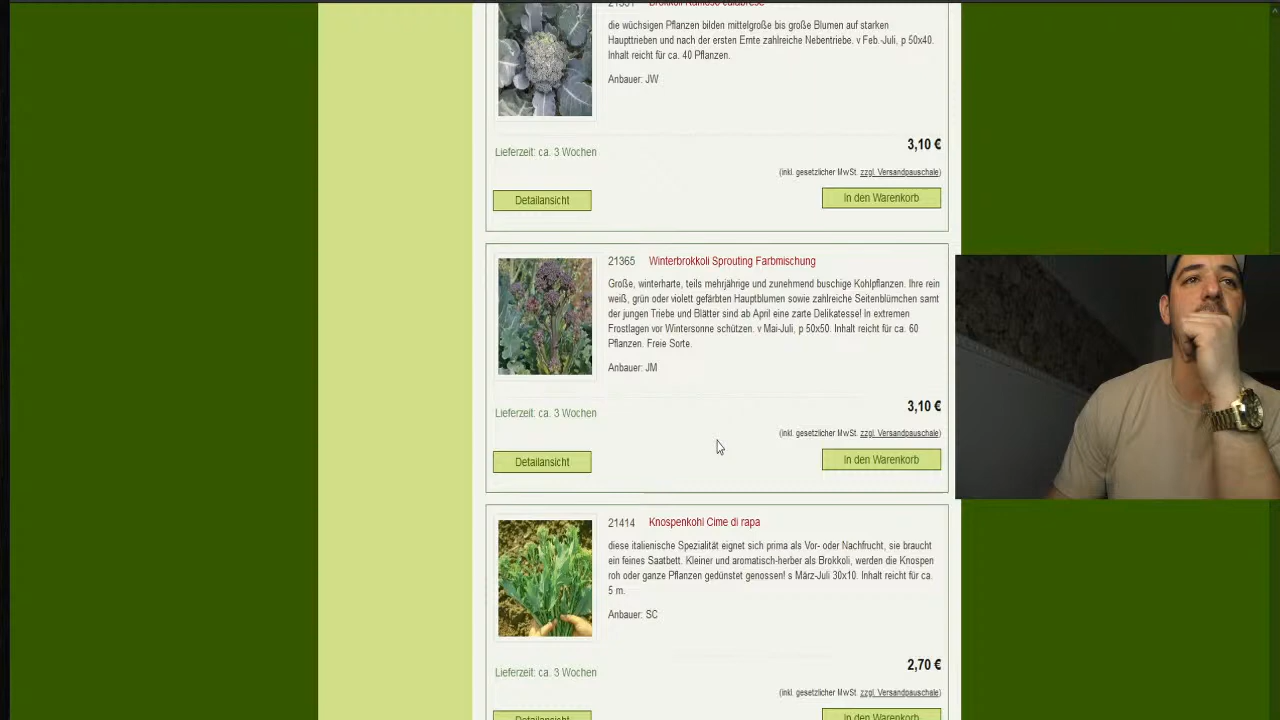 21331 Brokkoli Ramoso calabrese
die wüchsigen Pflanzen bilden mittelgroße bis große Blumen auf starken
Haupttrieben und nach der ersten Ernte zahlreiche Nebentriebe. v Feb.-Juli, p 50x40.
Inhalt reicht für ca. 40 Pflanzen.
Anbauer: JW
3,10 €
Lieferzeit: ca. 3 Wochen
(inkl. gesetzlicher MwSt. zzgl. Versandpauschale)
Detailansicht
In den Warenkorb
21365 Winterbrokkoli Sprouting Farbmischung
Große, winterharte, teils mehrjährige und zunehmend buschige Kohlpflanzen. Ihre rein
weiß, grün oder violett gefärbten Hauptblumen sowie zahlreiche Seitenblümchen samt
der jungen Triebe und Blätter sind ab April eine zarte Delikatesse! In extremen
Frostlagen vor Wintersonne schützen. v Mai-Juli, p 50x50. Inhalt reicht für ca. 60
Pflanzen. Freie Sorte.
Anbauer: JM
3,10 €
Lieferzeit: ca. 3 Wochen
(inkl. gesetzlicher MwSt. zzgl. Versandpauschale)
Detailansicht
In den Warenkorb
21414 Knospenkohl Cime di rapa
diese italienische Spezialität eignet sich prima als Vor- oder Nachfrucht, sie braucht
ein feines Saatbett. Kleiner und aromatisch-herber als Brokkoli, werden die Knospen
roh oder ganze Pflanzen gedünstet genossen! s März-Juli 30x10. Inhalt reicht für ca.
5 m.
Anbauer: SC
2,70 €
Lieferzeit: ca. 3 Wochen
(inkl. gesetzlicher MwSt. zzgl. Versandpauschale)
Detailansicht
In den Warenkorb